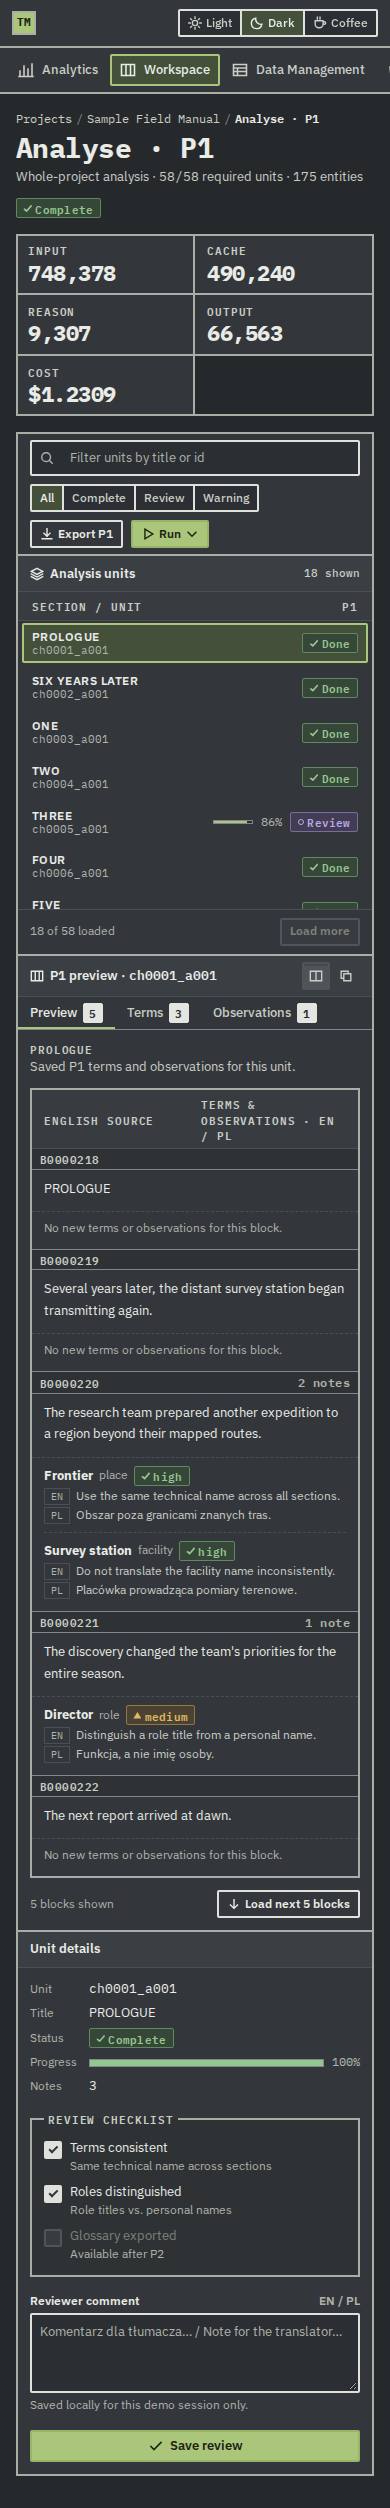 TM
Light
Dark
Coffee
Analytics
Workspace
Data Management
Projects / Sample Field Manual / Analyse · P1
Analyse · P1
Whole-project analysis · 58/58 required units · 175 entities
Complete
INPUT
748,378
CACHE
490,240
REASON
9,307
OUTPUT
66,563
COST
$1.2309
Filter units by title or id
All
Complete
Review
Warning
Export P1
Run
Analysis units
18 shown
SECTION / UNIT
P1
PROLOGUE
ch0001_a001
Done
SIX YEARS LATER
ch0002_a001
Done
ONE
ch0003_a001
Done
TWO
ch0004_a001
Done
THREE
ch0005_a001
86%
Review
FOUR
ch0006_a001
Done
FIVE
18 of 58 loaded
Load more
P1 preview · ch0001_a001
Preview 5
Terms 3
Observations 1
PROLOGUE
Saved P1 terms and observations for this unit.
ENGLISH SOURCE
TERMS &
OBSERVATIONS · EN
/ PL
B0000218
PROLOGUE
No new terms or observations for this block.
B0000219
Several years later, the distant survey station began
transmitting again.
No new terms or observations for this block.
B0000220
2 notes
The research team prepared another expedition to
a region beyond their mapped routes.
Frontier place high
EN Use the same technical name across all sections.
PL Obszar poza granicami znanych tras.
Survey station facility high
EN Do not translate the facility name inconsistently.
PL Placówka prowadząca pomiary terenowe.
B0000221
1 note
The discovery changed the team's priorities for the
entire season.
Director role medium
EN Distinguish a role title from a personal name.
PL Funkcja, a nie imię osoby.
B0000222
The next report arrived at dawn.
No new terms or observations for this block.
5 blocks shown
Load next 5 blocks
Unit details
Unit ch0001_a001
Title PROLOGUE
Status Complete
Progress 100%
Notes 3
REVIEW CHECKLIST
Terms consistent
Same technical name across sections
Roles distinguished
Role titles vs. personal names
Glossary exported
Available after P2
Reviewer comment
EN / PL
Komentarz dla tłumacza… / Note for the translator…
Saved locally for this demo session only.
Save review